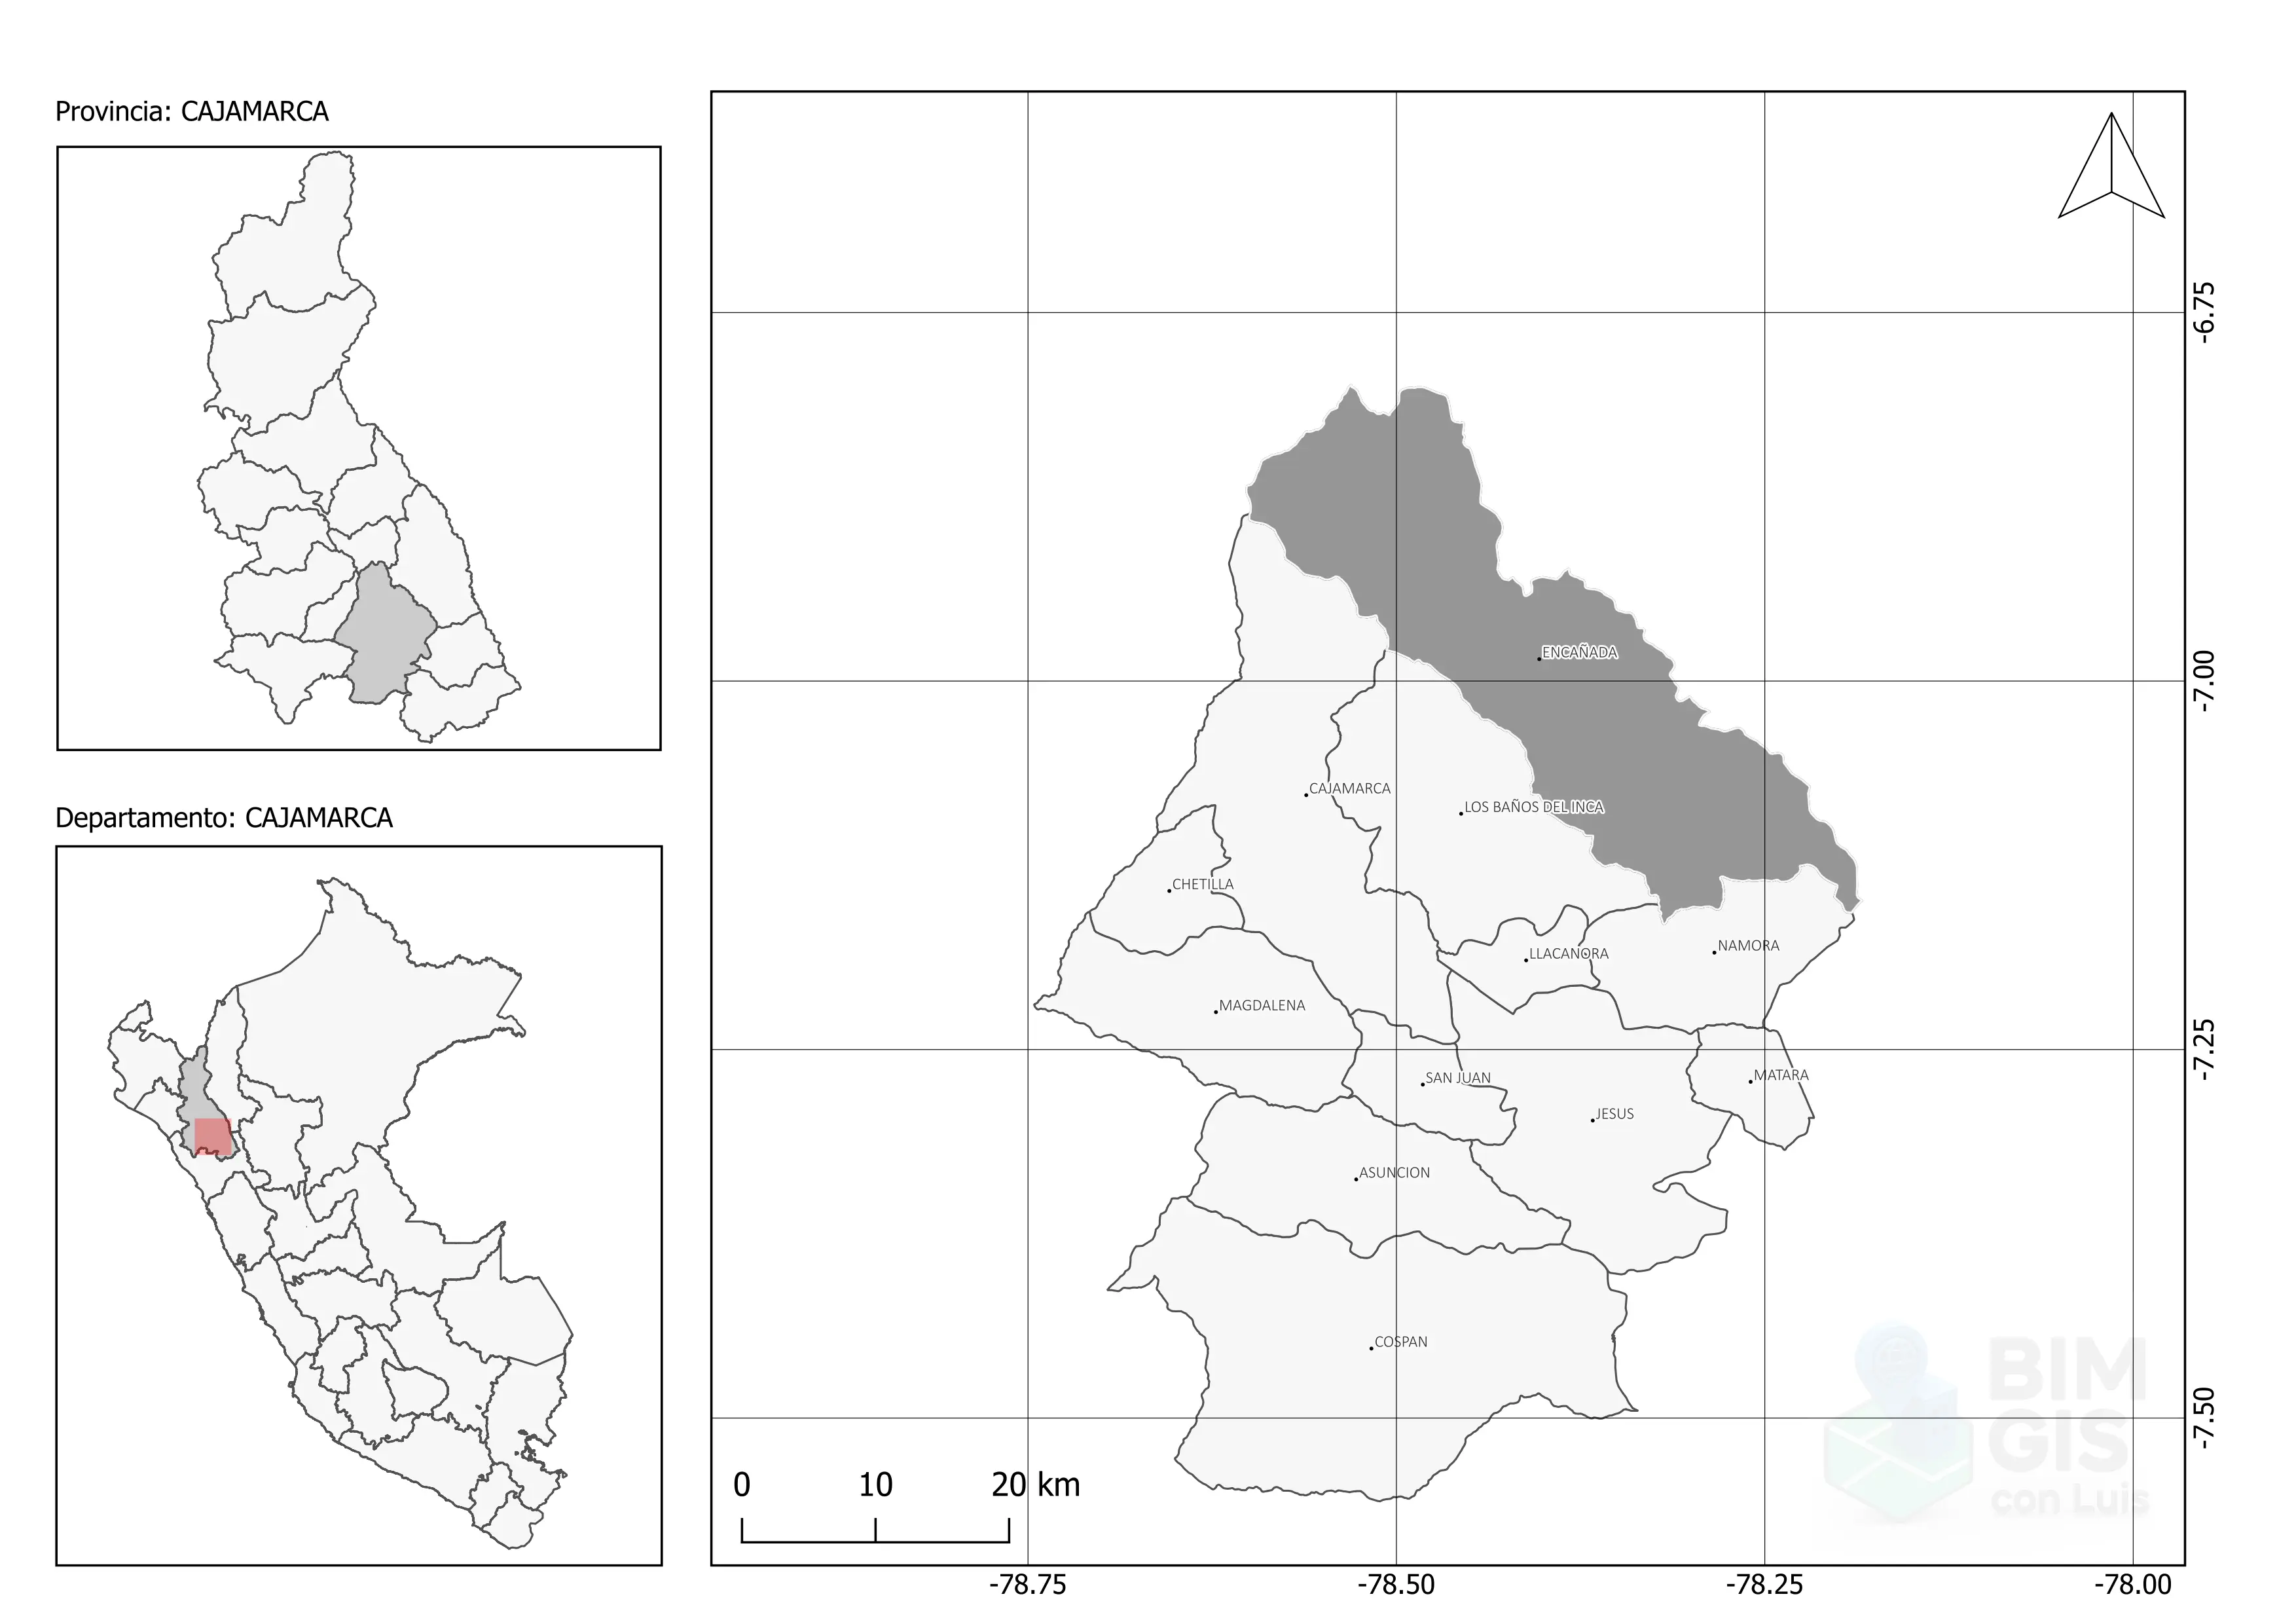 Provincia: CAJAMARCA
Departamento: CAJAMARCA
-6.75
ENCAÑADA
-7.00
CAJAMARCA
LOS BAÑOS DEL INCA
CHETILLA
NAMORA
LLACANORA
MAGDALENA
-7.25
MATARA
SAN JUAN
JESUS
ASUNCION
COSPAN
-7.50
BIM
GIS
con Luis
0 10 20 km
-78.75 -78.50 -78.25 -78.00